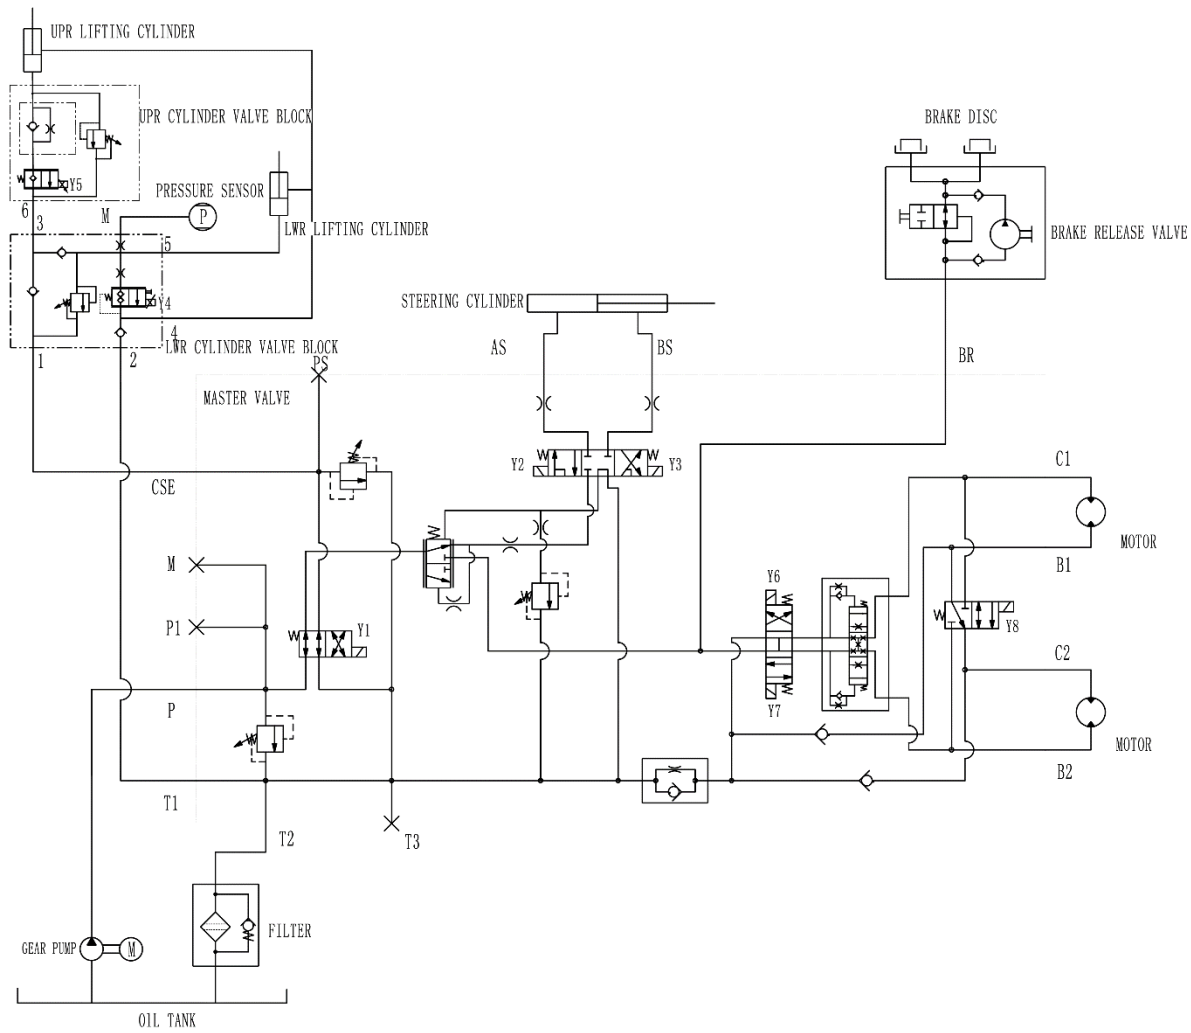 UPR LIFTING CYLINDER
UPR CYLINDER VALVE BLOCK
BRAKE DISC
Y5
PRESSURE SENSOR
6
3
M
P
LWR LIFTING CYLINDER
BRAKE RELEASE VALVE
5
Y4
STEERING CYLINDER
4
LWR CYLINDER VALVE BLOCK
1
2
PS
AS
BS
BR
MASTER VALVE
Y2
Y3
C1
CSE
MOTOR
M
B1
Y6
P1
Y1
Y8
C2
P
Y7
MOTOR
B2
T1
T2
T3
FILTER
GEAR PUMP
M
OIL TANK